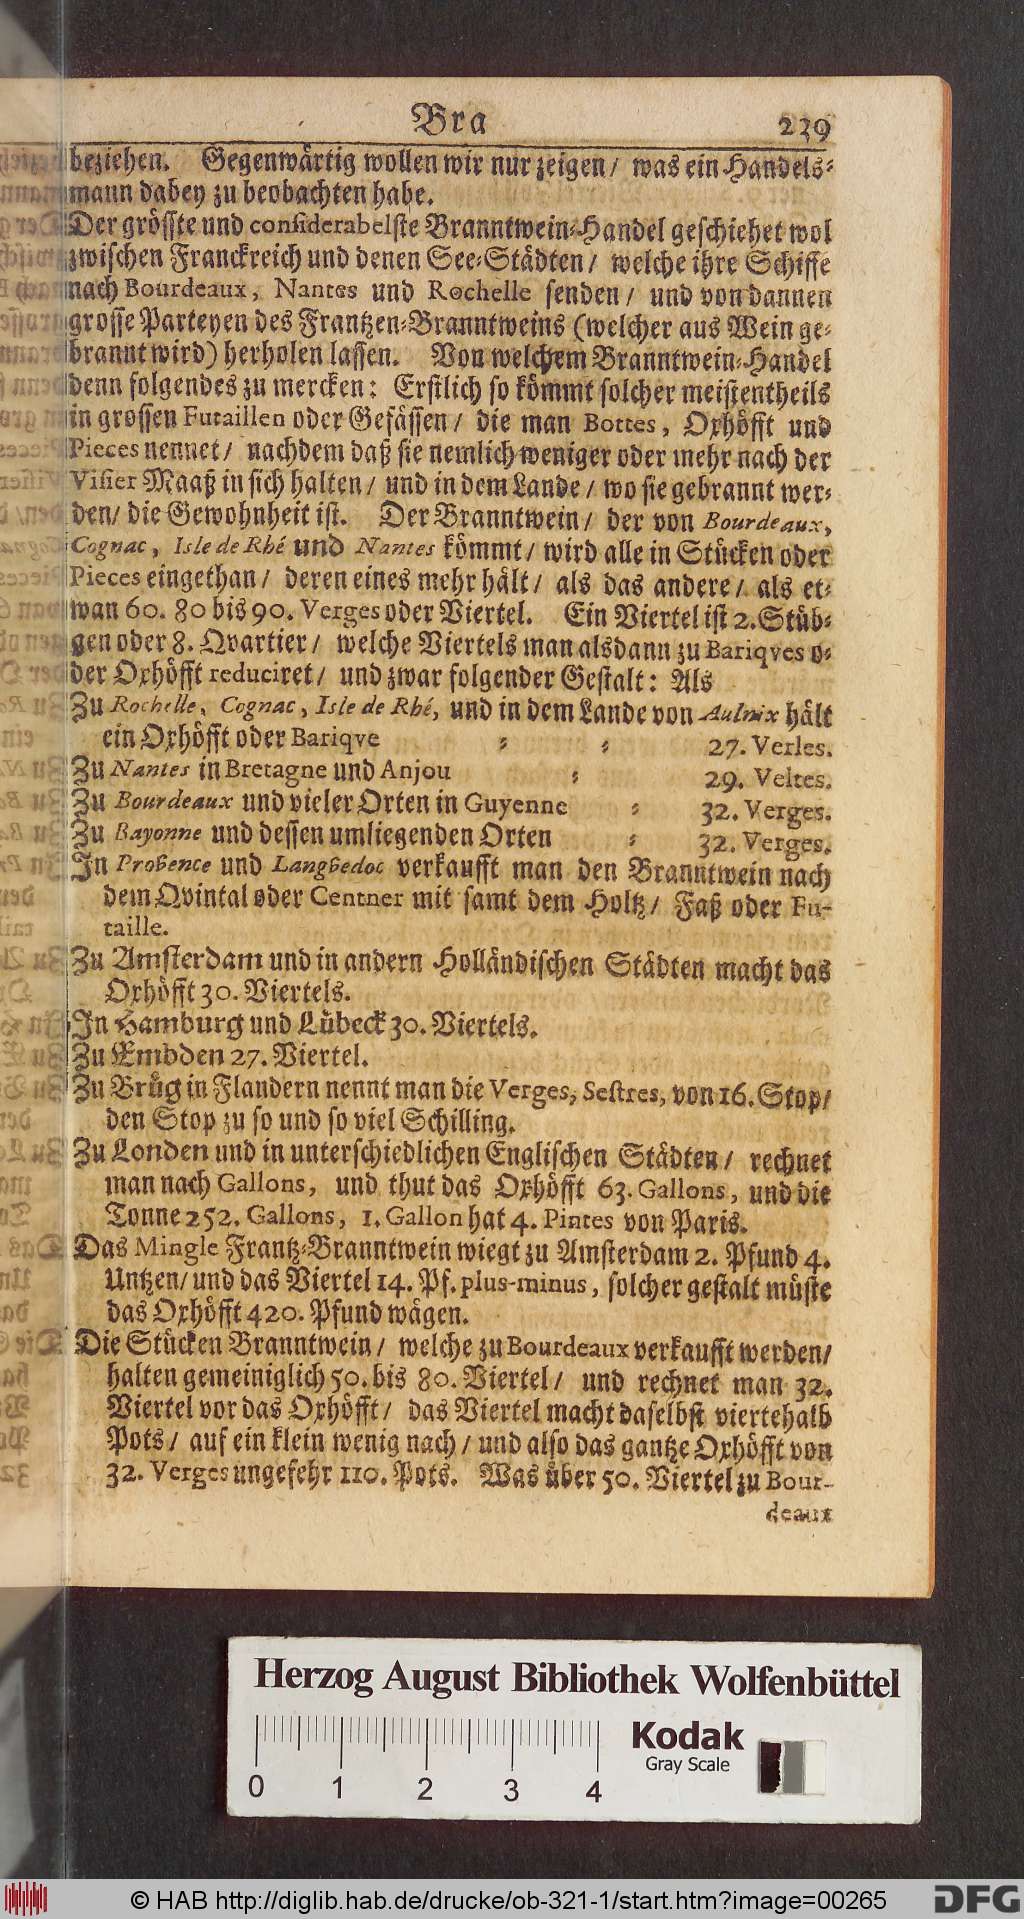 Bra 239
beziehen. Gegenwärtig wollen wir nur zeigen/ was ein Handels-
mann dabey zu beobachten habe.
Der grösste und considerabelste Branntwein-Handel geschiehet wol
zwischen Franckreich und denen See-Städten/ welche ihre Schiffe
nach Bourdeaux, Nantes und Rochelle senden/ und von dannen
grosse Parteyen des Frantzen-Branntweins (welcher aus Wein ge-
brannt wird) herholen lassen. Von welchem Branntwein-Handel
denn folgendes zu mercken: Erstlich so kömmt solcher meistentheils
in grossen Futaillen oder Gefässen/ die man Bottes, Oxhöfft und
Pieces nennet/ nachdem daß sie nemlich weniger oder mehr nach der
Visier Maaß in sich halten/ und in dem Lande/ wo sie gebrannt wer-
den/ die Gewohnheit ist. Der Branntwein/ der von Bourdeaux,
Cognac, Isle de Rhé und Nantes kömmt/ wird alle in Stücken oder
Pieces eingethan/ deren eines mehr hält/ als das andere/ als et-
wan 60. 80 bis 90. Verges oder Viertel. Ein Viertel ist 2. Stüb-
gen oder 8. Qvartier/ welche Viertels man alsdann zu Bariqves o-
der Oxhöfft reduciret/ und zwar folgender Gestalt: Als
Zu Rochelle, Cognac, Isle de Rhé, und in dem Lande von Aulnix hält
ein Oxhöfft oder Bariqve - - 27. Verles.
Zu Nantes in Bretagne und Anjou - 29. Veltes.
Zu Bourdeaux und vieler Orten in Guyenne - 32. Verges.
Zu Bayonne und dessen umliegenden Orten - 32. Verges.
In Provence und Langvedoc verkaufft man den Branntwein nach
dem Qvintal oder Centner mit samt dem Holtz/ Faß oder Fu-
taille.
Zu Amsterdam und in andern Holländischen Städten macht das
Oxhöfft 30. Viertels.
In Hamburg und Lübeck 30. Viertels.
Zu Embden 27. Viertel.
Zu Brüg in Flandern nennt man die Verges, Sestres, von 16. Stop/
den Stop zu so und so viel Schilling.
Zu Londen und in unterschiedlichen Englischen Städten/ rechnet
man nach Gallons, und thut das Oxhöfft 63. Gallons, und die
Tonne 252. Gallons, 1. Gallon hat 4. Pintes von Paris.
Das Mingle Frantz-Branntwein wiegt zu Amsterdam 2. Pfund 4.
Untzen/ und das Viertel 14. Pf. plus-minus, solcher gestalt müste
das Oxhöfft 420. Pfund wägen.
Die Stücken Branntwein/ welche zu Bourdeaux verkaufft werden/
halten gemeiniglich 50. bis 80. Viertel/ und rechnet man 32.
Viertel vor das Oxhöfft/ das Viertel macht daselbst viertehalb
Pots/ auf ein klein wenig nach/ und also das gantze Oxhöfft von
32. Verges ungefehr 110. Pots. Was über 50. Viertel zu Bour-
deaux
Herzog August Bibliothek Wolfenbüttel
Kodak
Gray Scale
0 1 2 3 4
© HAB http://diglib.hab.de/drucke/ob-321-1/start.htm?image=00265
DFG